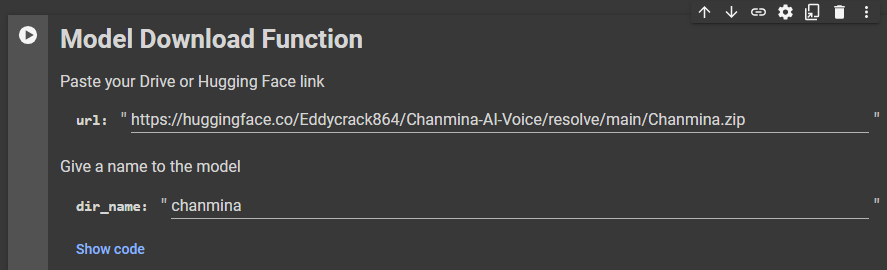 Model Download Function
Paste your Drive or Hugging Face link
url: "https://huggingface.co/Eddycrack864/Chanmina-AI-Voice/resolve/main/Chanmina.zip"
Give a name to the model
dir_name: "chanmina"
Show code